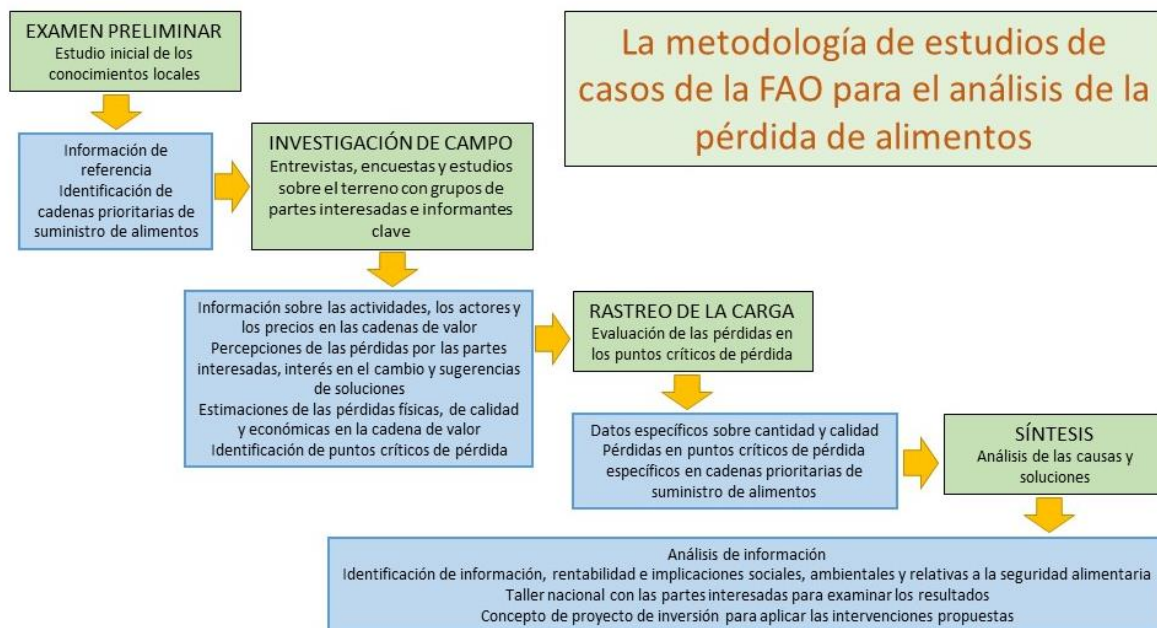 EXAMEN PRELIMINAR
Estudio inicial de los
conocimientos locales
La metodología de estudios de
casos de la FAO para el análisis de la
pérdida de alimentos
Información de
referencia
Identificación de
cadenas prioritarias de
suministro de alimentos
INVESTIGACIÓN DE CAMPO
Entrevistas, encuestas y estudios
sobre el terreno con grupos de
partes interesadas e informantes
clave
Información sobre las actividades, los actores y
los precios en las cadenas de valor
Percepciones de las pérdidas por las partes
interesadas, interés en el cambio y sugerencias
de soluciones
Estimaciones de las pérdidas físicas, de calidad
y económicas en la cadena de valor
Identificación de puntos críticos de pérdida
RASTREO DE LA CARGA
Evaluación de las pérdidas en
los puntos críticos de pérdida
Datos específicos sobre cantidad y calidad
Pérdidas en puntos críticos de pérdida
específicos en cadenas prioritarias de
suministro de alimentos
SÍNTESIS
Análisis de las causas y
soluciones
Análisis de información
Identificación de información, rentabilidad e implicaciones sociales, ambientales y relativas a la seguridad alimentaria
Taller nacional con las partes interesadas para examinar los resultados
Concepto de proyecto de inversión para aplicar las intervenciones propuestas